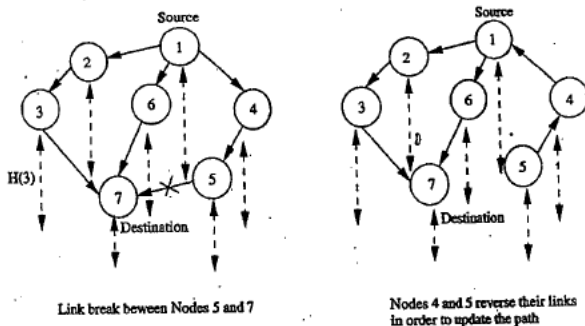 Source
1
2
3
6
4
H(3)
5
7
Destination
Link break beween Nodes 5 and 7
Source
1
2
3
6
4
5
7
Destination
Nodes 4 and 5 reverse their links
in order to update the path